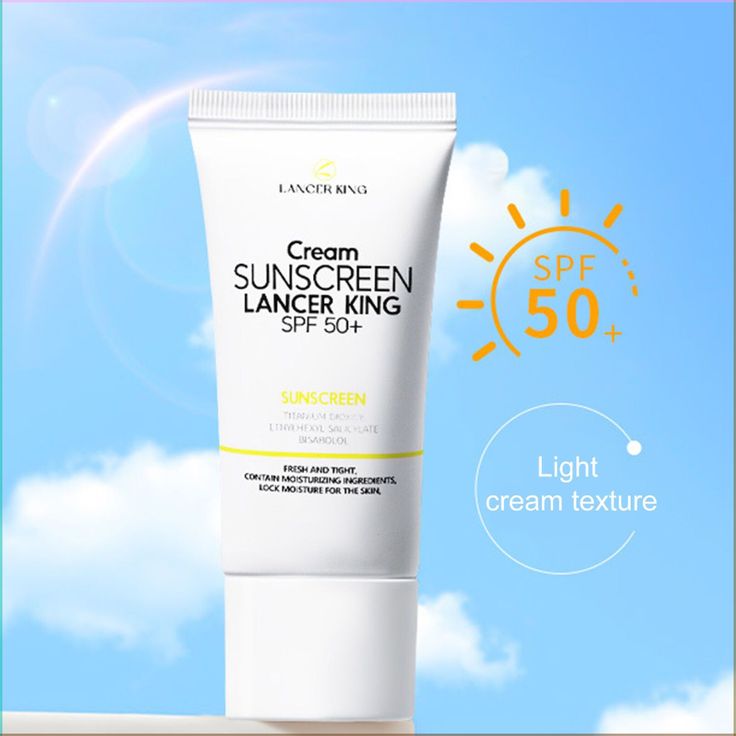 LANCER KING
Cream
SUNSCREEN
LANCER KING
SPF 50+
SUNSCREEN
TITANIUM
ETHYLHEXYL SALICYLATE
BISABOLOL
FRESH AND TIGHT,
CONTAIN MOISTURIZING INGREDIENTS,
LOCK MOISTURE FOR THE SKIN,
SPF
50+
Light
cream texture